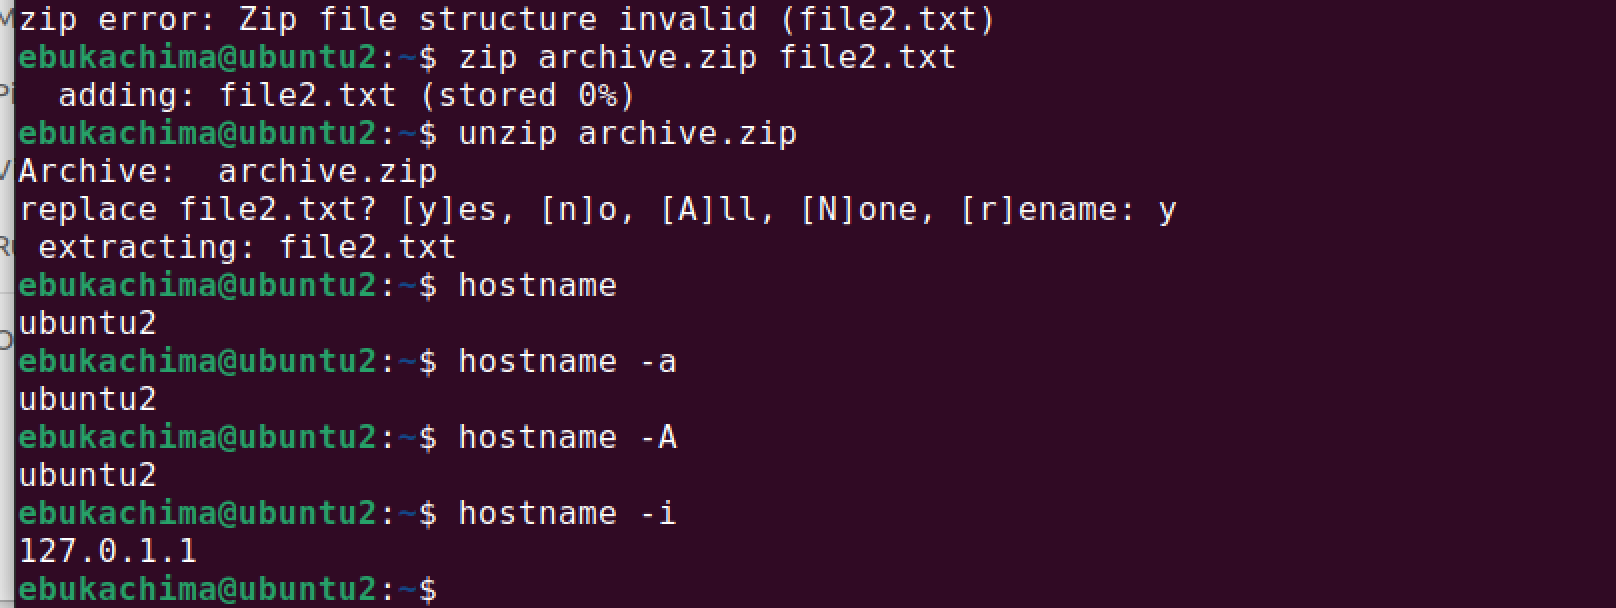 zip error: Zip file structure invalid (file2.txt)
ebukachima@ubuntu2:~$ zip archive.zip file2.txt
  adding: file2.txt (stored 0%)
ebukachima@ubuntu2:~$ unzip archive.zip
Archive:  archive.zip
replace file2.txt? [y]es, [n]o, [A]ll, [N]one, [r]ename: y
 extracting: file2.txt
ebukachima@ubuntu2:~$ hostname
ubuntu2
ebukachima@ubuntu2:~$ hostname -a
ubuntu2
ebukachima@ubuntu2:~$ hostname -A
ubuntu2
ebukachima@ubuntu2:~$ hostname -i
127.0.1.1
ebukachima@ubuntu2:~$